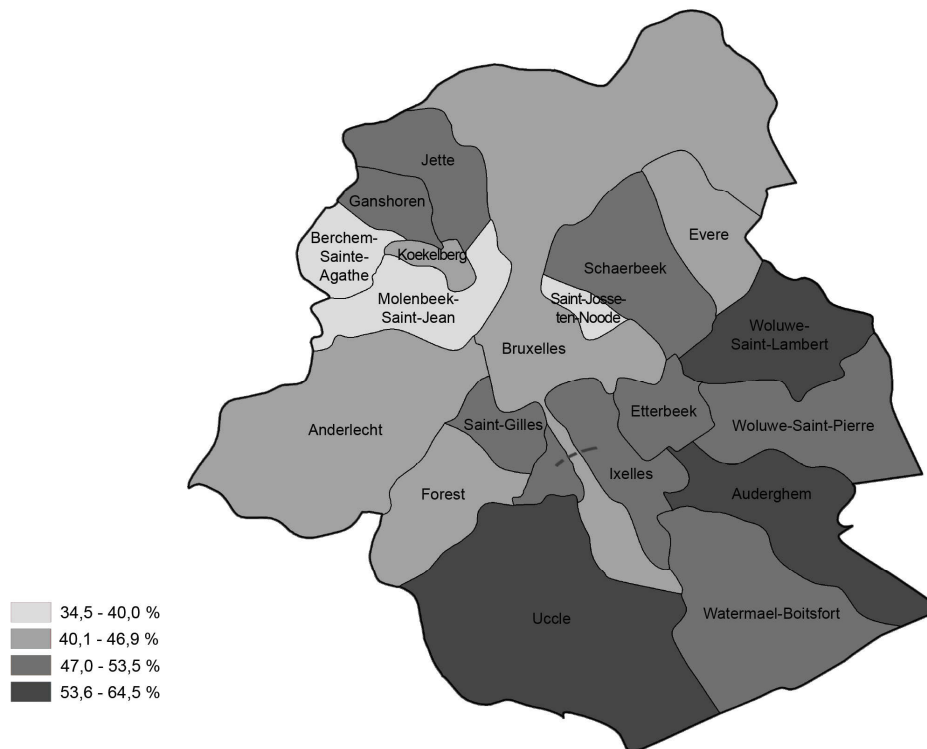 Jette
Ganshoren
Berchem-
Sainte-
Agathe
Koekelberg
Molenbeek-
Saint-Jean
Evere
Schaerbeek
Saint-Josse-
ten-Noode
Woluwe-
Saint-Lambert
Bruxelles
Anderlecht
Saint-Gilles
Etterbeek
Woluwe-Saint-Pierre
Forest
Ixelles
Auderghem
Uccle
Watermael-Boitsfort
34,5 - 40,0 %
40,1 - 46,9 %
47,0 - 53,5 %
53,6 - 64,5 %